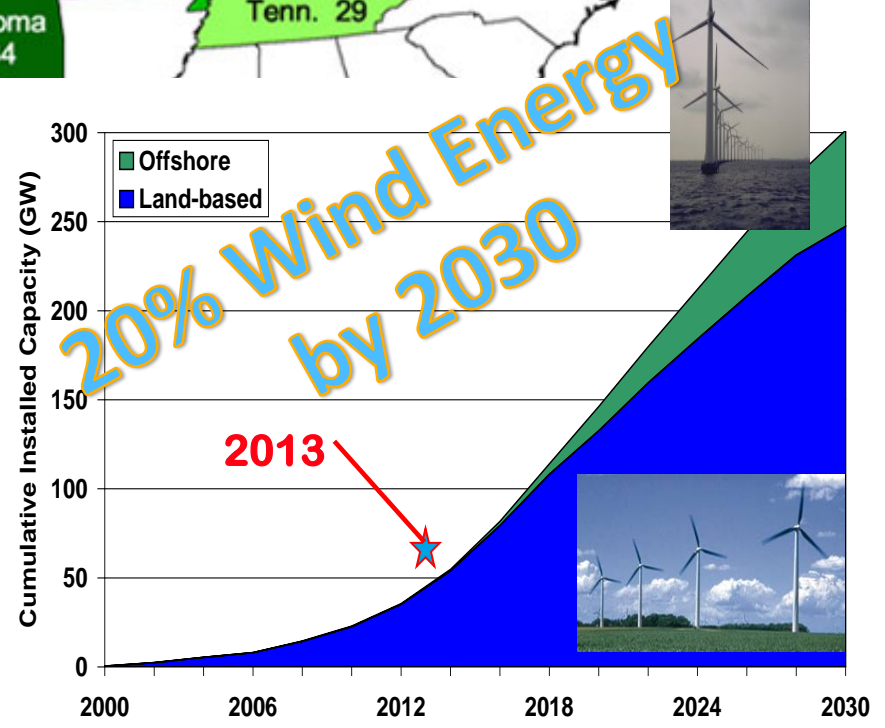 oma
4
Tenn. 29
20% Wind Energy
by 2030
Cumulative Installed Capacity (GW)
300
250
200
150
100
50
0
Offshore
Land-based
2013
2000
2006
2012
2018
2024
2030